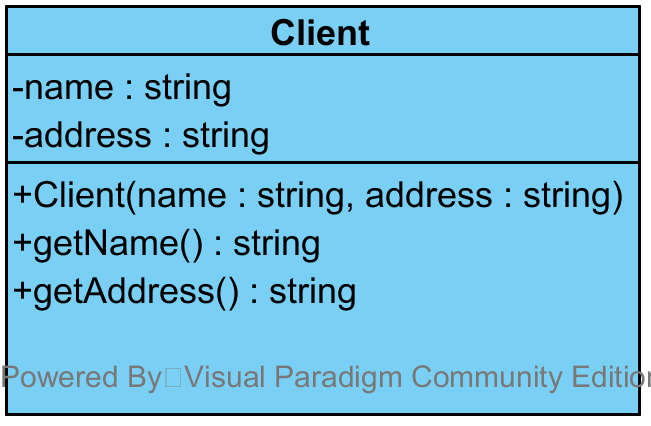 Client
-name : string
-address : string
+Client(name : string, address : string)
+getName() : string
+getAddress() : string
Powered By Visual Paradigm Community Edition